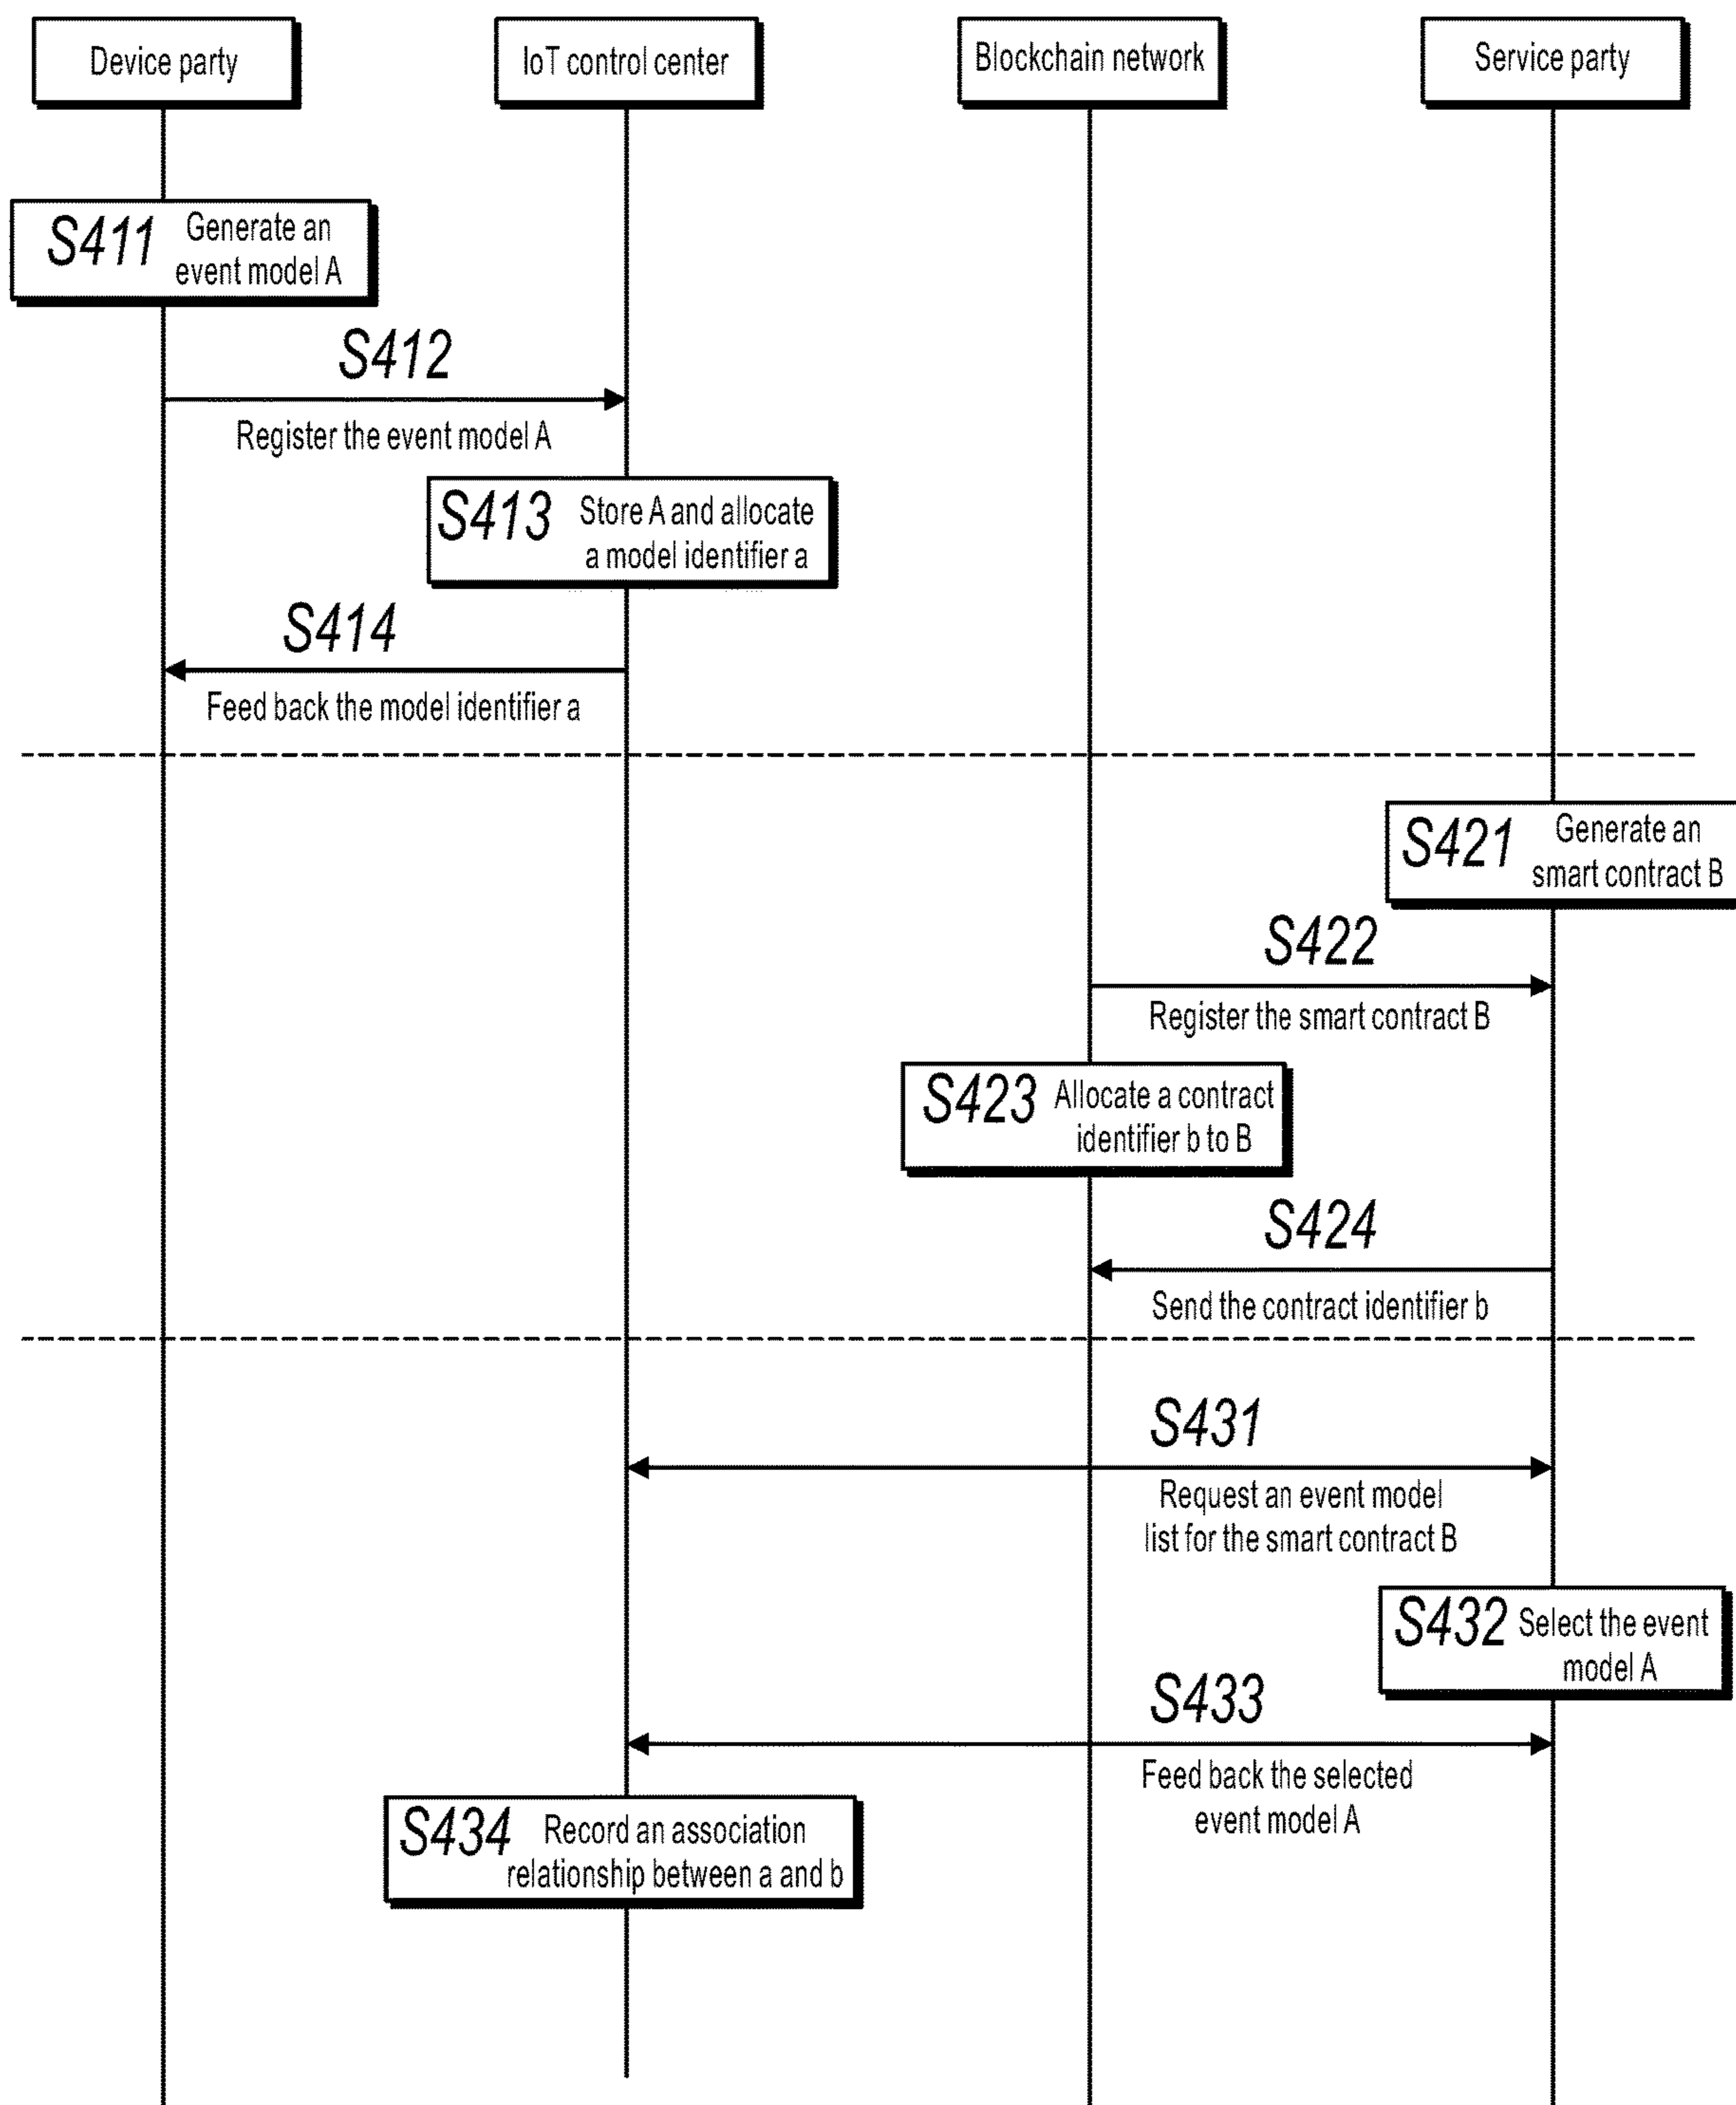 Device party
IoT control center
Blockchain network
Service party
S411
Generate an
event model A
S412
Register the event model A
S413
Store A and allocate
a model identifier a
S414
Feed back the model identifier a
S421
Generate an
smart contract B
S422
Register the smart contract B
S423
Allocate a contract
identifier b to B
S424
Send the contract identifier b
S431
Request an event model
list for the smart contract B
S432
Select the event
model A
S433
Feed back the selected
event model A
S434
Record an association
relationship between a and b